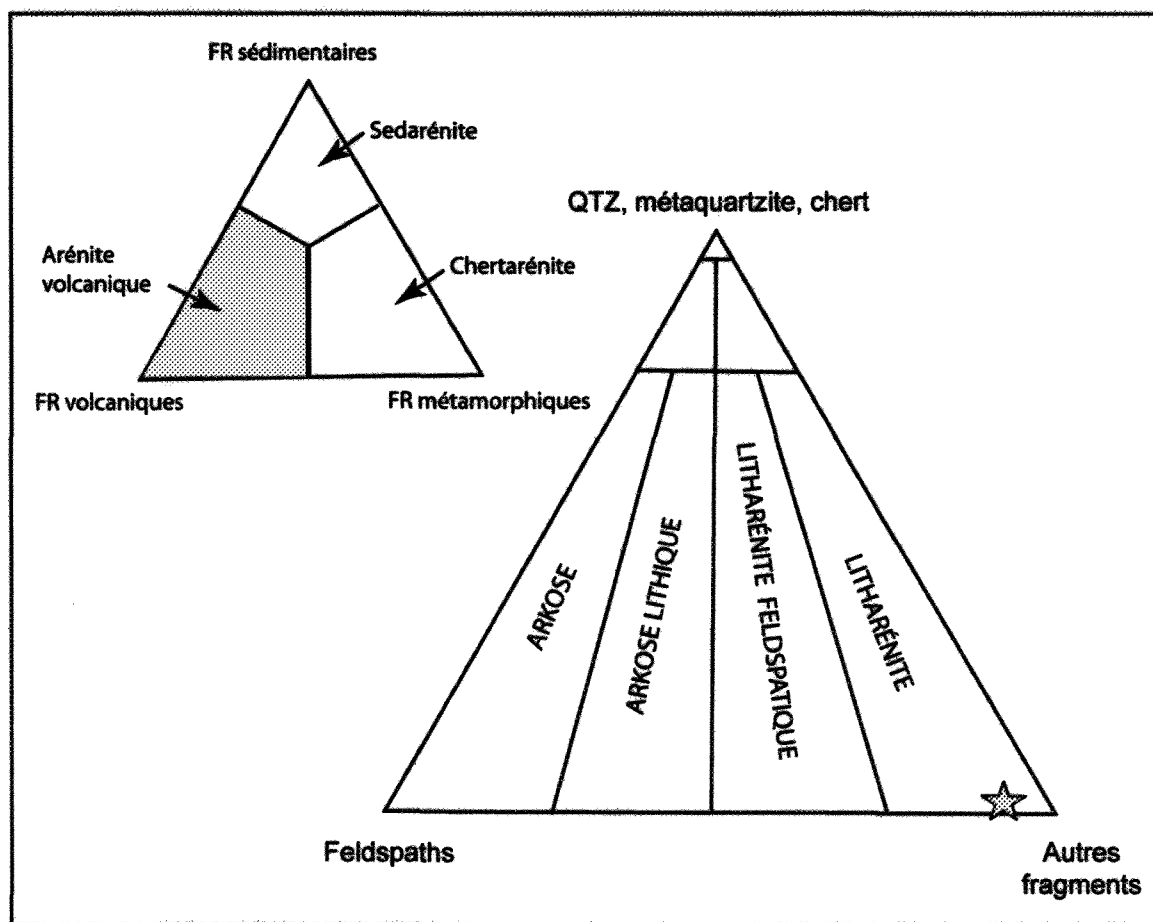 FR sédimentaires
Sedarénite
QTZ, métaquartzite, chert
Arénite
volcanique
Chertarénite
FR volcaniques
FR métamorphiques
ARKOSE
ARKOSE LITHIQUE
LITHARÉNITE FELDSPATIQUE
LITHARÉNITE
Feldspaths
Autres
fragments